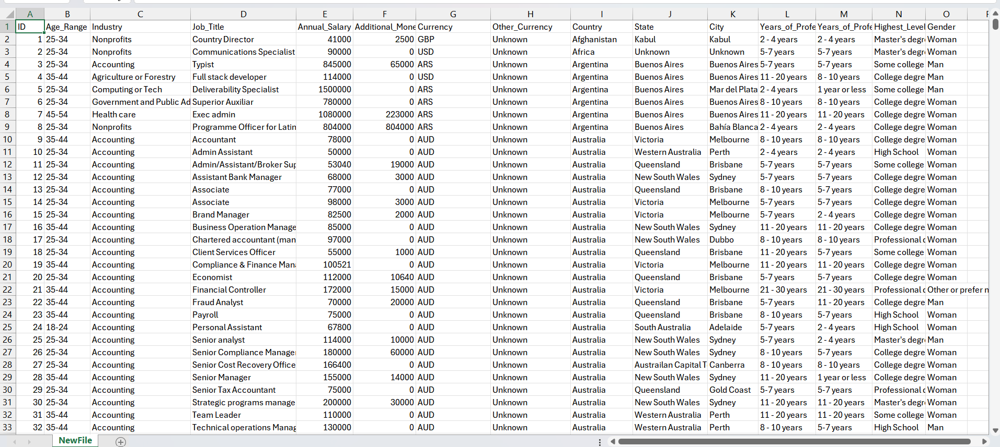 A B C D E F G H I J K L M N O
1 ID Age_Range Industry Job_Title Annual_Salary Additional_Mone Currency Other_Currency Country State City Years_of_Profe Years_of_Profe Highest_Level Gender
2 1 25-34 Nonprofits Country Director 41000 2500 GBP Unknown Afghanistan Kabul Kabul 2 - 4 years 2 - 4 years Master's degr Woman
3 2 25-34 Nonprofits Communications Specialist 90000 0 USD Unknown Africa Unknown Unknown 5-7 years 5-7 years Master's degr Woman
4 3 25-34 Accounting Typist 845000 65000 ARS Unknown Argentina Buenos Aires Buenos Aires 5-7 years 5-7 years Some college Man
5 4 35-44 Agriculture or Forestry Full stack developer 114000 0 USD Unknown Argentina Buenos Aires Buenos Aires 11 - 20 years 8 - 10 years College degre Man
6 5 25-34 Computing or Tech Deliverability Specialist 1500000 0 ARS Unknown Argentina Buenos Aires Mar del Plata 2 - 4 years 1 year or less Some college Man
7 6 25-34 Government and Public Ad Superior Auxiliar 780000 0 ARS Unknown Argentina Buenos Aires Buenos Aires 8 - 10 years 8 - 10 years College degre Woman
8 7 45-54 Health care Exec admin 1080000 223000 ARS Unknown Argentina Buenos Aires Buenos Aires 11 - 20 years 11 - 20 years College degre Woman
9 8 25-34 Nonprofits Programme Officer for Latin 804000 804000 ARS Unknown Argentina Buenos Aires Bahía Blanca 2 - 4 years 2 - 4 years College degre Woman
10 9 35-44 Accounting Accountant 78000 0 AUD Unknown Australia Victoria Melbourne 8 - 10 years 8 - 10 years College degre Woman
11 10 25-34 Accounting Admin Assistant 50000 0 AUD Unknown Australia Western Australia Perth 2 - 4 years 2 - 4 years High School Woman
12 11 25-34 Accounting Admin/Assistant/Broker Sup 53040 19000 AUD Unknown Australia Queensland Brisbane 5-7 years 5-7 years Some college Woman
13 12 25-34 Accounting Assistant Bank Manager 68000 3000 AUD Unknown Australia New South Wales Sydney 5-7 years 5-7 years College degre Woman
14 13 25-34 Accounting Associate 77000 0 AUD Unknown Australia Queensland Brisbane 8 - 10 years 5-7 years College degre Woman
15 14 25-34 Accounting Associate 98000 3000 AUD Unknown Australia Victoria Melbourne 5-7 years 5-7 years College degre Woman
16 15 25-34 Accounting Brand Manager 82500 2000 AUD Unknown Australia Victoria Melbourne 5-7 years 2 - 4 years College degre Woman
17 16 35-44 Accounting Business Operation Manage 85000 0 AUD Unknown Australia New South Wales Sydney 11 - 20 years 11 - 20 years College degre Woman
18 17 25-34 Accounting Chartered accountant (man 97000 0 AUD Unknown Australia New South Wales Dubbo 8 - 10 years 8 - 10 years Professional Woman
19 18 25-34 Accounting Client Services Officer 55000 1000 AUD Unknown Australia Queensland Brisbane 11 - 20 years 5-7 years Some college Woman
20 19 35-44 Accounting Compliance & Finance Man 100521 0 AUD Unknown Australia Victoria Melbourne 11 - 20 years 11 - 20 years College degre Woman
21 20 25-34 Accounting Economist 112000 10640 AUD Unknown Australia Queensland Brisbane 5-7 years 5-7 years College degre Woman
22 21 35-44 Accounting Financial Controller 172000 15000 AUD Unknown Australia Victoria Melbourne 21 - 30 years 21 - 30 years Professional Other or prefer n
23 22 35-44 Accounting Fraud Analyst 70000 20000 AUD Unknown Australia Queensland Brisbane 5-7 years 11 - 20 years College degre Man
24 23 35-44 Accounting Payroll 75000 0 AUD Unknown Australia Queensland Brisbane 8 - 10 years 5-7 years High School Woman
25 24 18-24 Accounting Personal Assistant 67800 0 AUD Unknown Australia South Australia Adelaide 5-7 years 2 - 4 years High School Woman
26 25 25-34 Accounting Senior analyst 114000 10000 AUD Unknown Australia New South Wales Sydney 5-7 years 2 - 4 years Master's degr Man
27 26 25-34 Accounting Senior Compliance Manage 180000 60000 AUD Unknown Australia New South Wales Sydney 8 - 10 years 5-7 years College degre Woman
28 27 25-34 Accounting Senior Cost Recovery Office 166400 0 AUD Unknown Australia Austrailan Capital T Canberra 8 - 10 years 8 - 10 years College degre Woman
29 28 35-44 Accounting Senior Manager 155000 14000 AUD Unknown Australia New South Wales Sydney 11 - 20 years 1 year or less College degre Woman
30 29 25-34 Accounting Senior Tax Accountant 75000 0 AUD Unknown Australia Queensland Gold Coast 5-7 years 5-7 years Professional Woman
31 30 25-34 Accounting Strategic programs manage 200000 30000 AUD Unknown Australia New South Wales Sydney 11 - 20 years 11 - 20 years Master's degr Woman
32 31 35-44 Accounting Team Leader 110000 0 AUD Unknown Australia Western Australia Perth 11 - 20 years 11 - 20 years Some college Woman
33 32 35-44 Accounting Technical operations Manag 130000 0 AUD Unknown Australia Western Australia Perth 8 - 10 years 5-7 years High School Man
NewFile